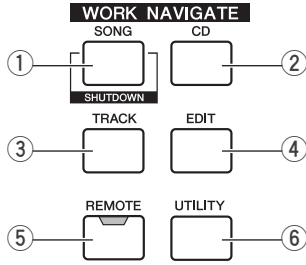 WORK NAVIGATE
SONG CD
① ②
SHUTDOWN
TRACK EDIT
③ ④
REMOTE UTILITY
⑤ ⑥